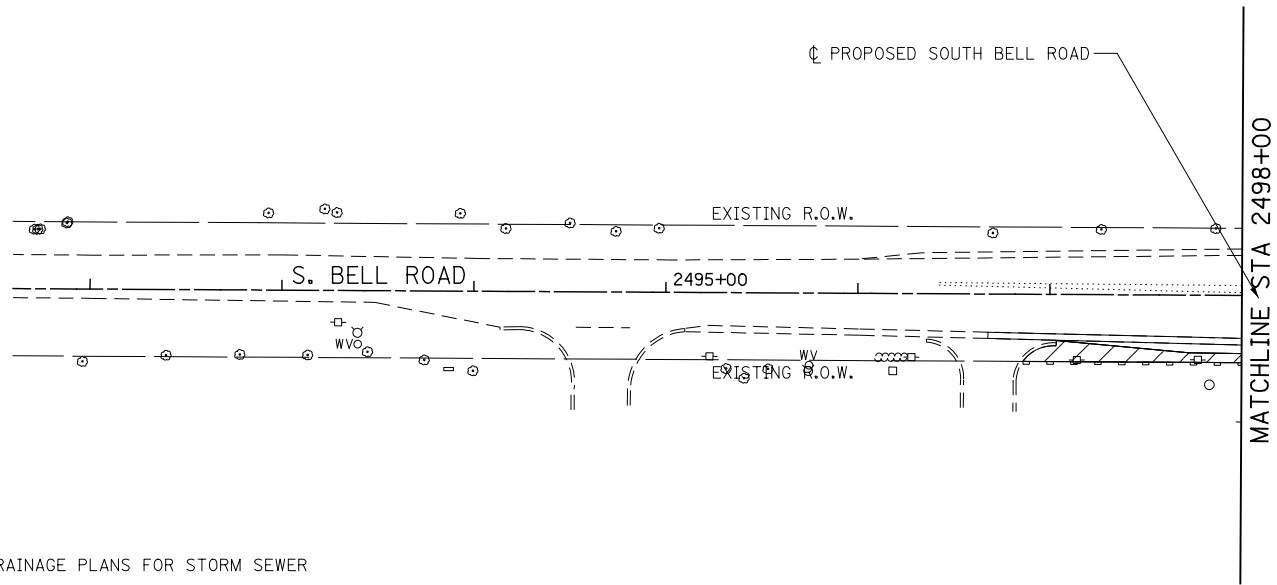 ℄ PROPOSED SOUTH BELL ROAD
MATCHLINE STA 2498+00
EXISTING R.O.W.
S. BELL ROAD
2495+00
WV
WV
EXISTING R.O.W.
RAINAGE PLANS FOR STORM SEWER